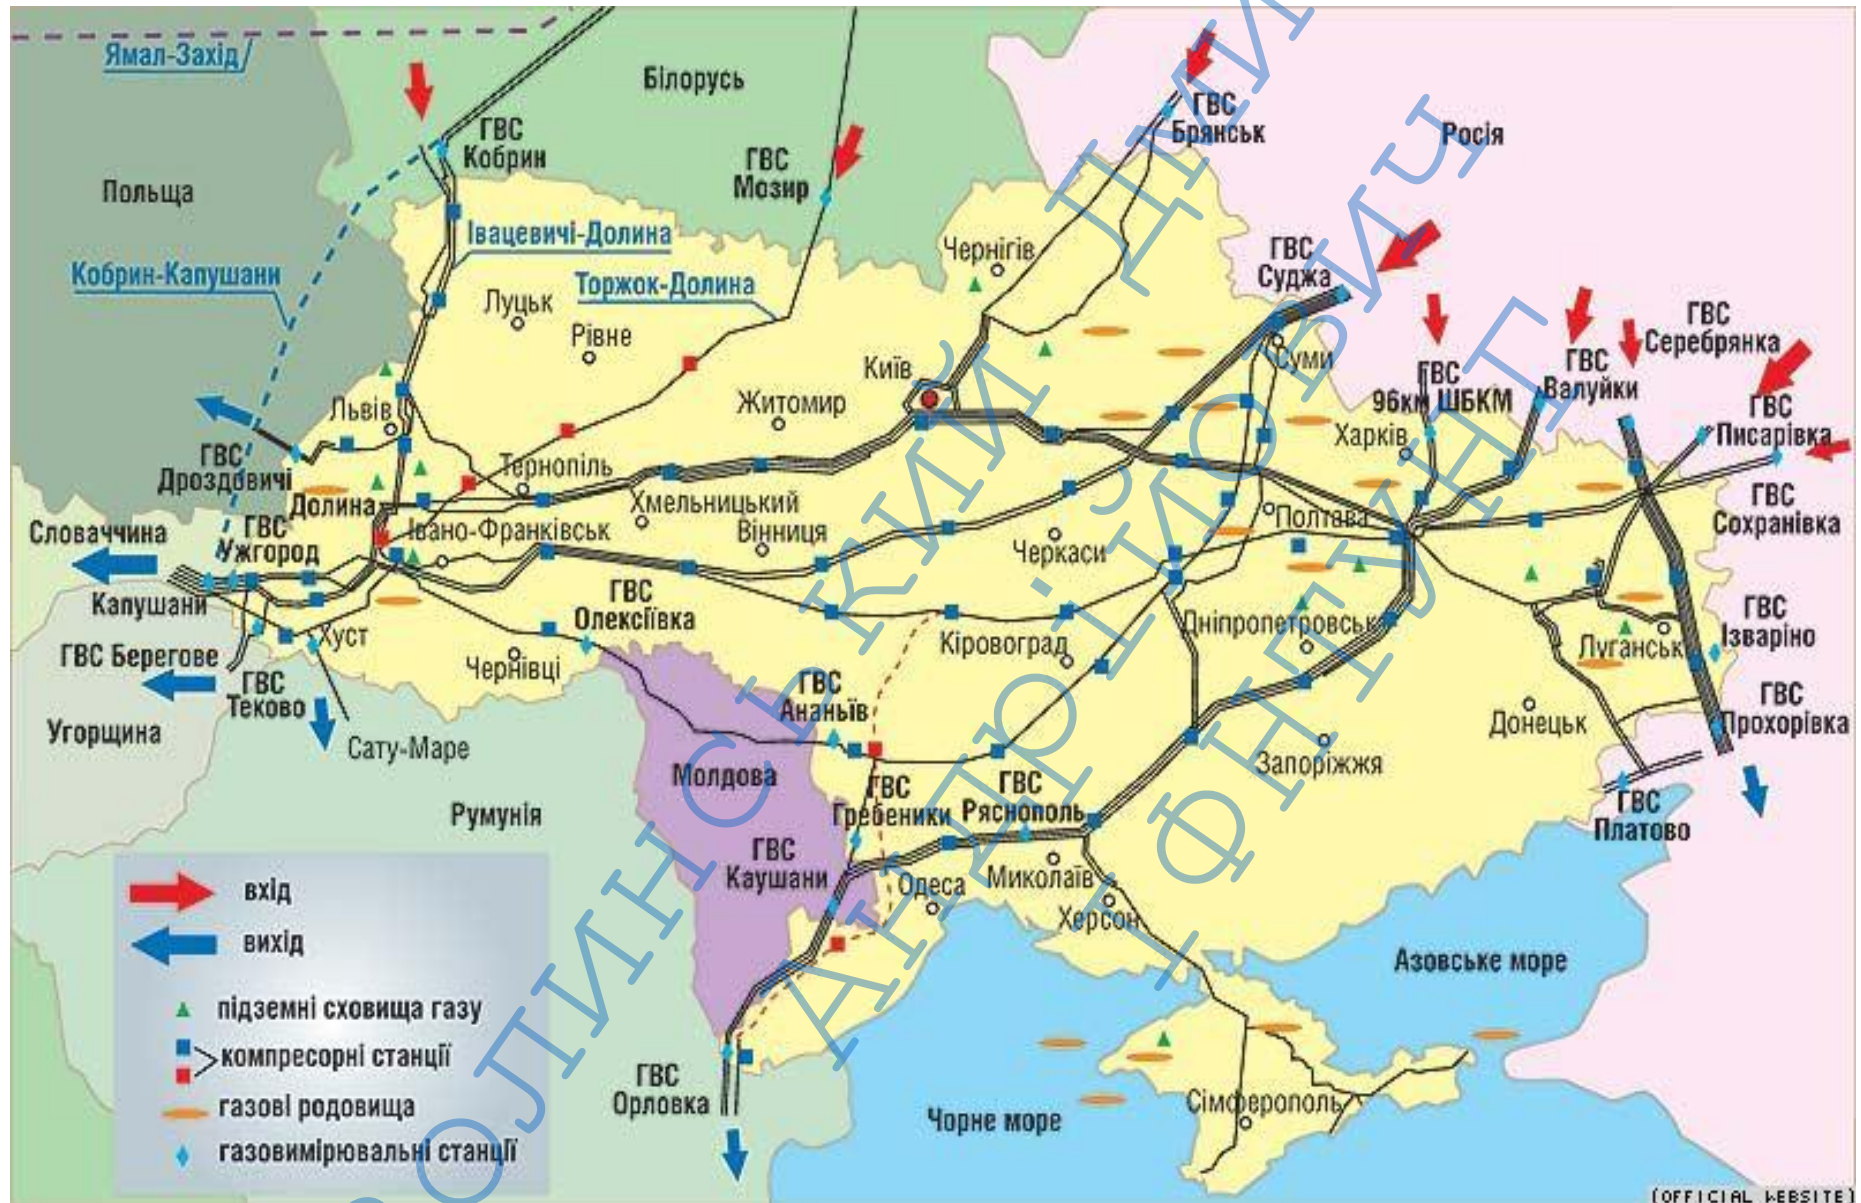 Ямал-Захід
Білорусь
ГВС
Кобрин
ГВС
Мозир
ГВС
Брянськ
Росія
Польща
Івацевичі-Долина
Кобрин-Капушани
Торжок-Долина
Чернігів
ГВС
Суджа
Луцьк
Рівне
Київ
Житомир
Суми
ГВС
96км ШБКМ
ГВС
Валуйки
ГВС
Серебрянка
ГВС
Писарівка
Львів
Харків
ГВС
Дроздовичі
Тернопіль
Хмельницький
Долина
Івано-Франківськ
Вінниця
Черкаси
Полтава
ГВС
Сохранівка
Словаччина
ГВС
Ужгород
Капушани
ГВС
Олексіївка
Хуст
Чернівці
Кіровоград
Дніпропетровськ
Луганськ
ГВС
Ізваріно
ГВС Берегове
ГВС
Теково
Угорщина
Сату-Маре
ГВС
Ананьїв
Молдова
Запоріжжя
Донецьк
ГВС
Прохорівка
Румунія
ГВС
Гребеники
ГВС
Ряснополь
ГВС
Платово
ГВС
Каушани
Одеса
Миколаїв
Херсон
Азовське море
вхід
вихід
підземні сховища газу
компресорні станції
газові родовища
газовимірювальні станції
ГВС
Орловка
Чорне море
Сімферополь
(OFFICIAL WEBSITE)
АНДРІЙОВИЧ
ІФНТУНГ